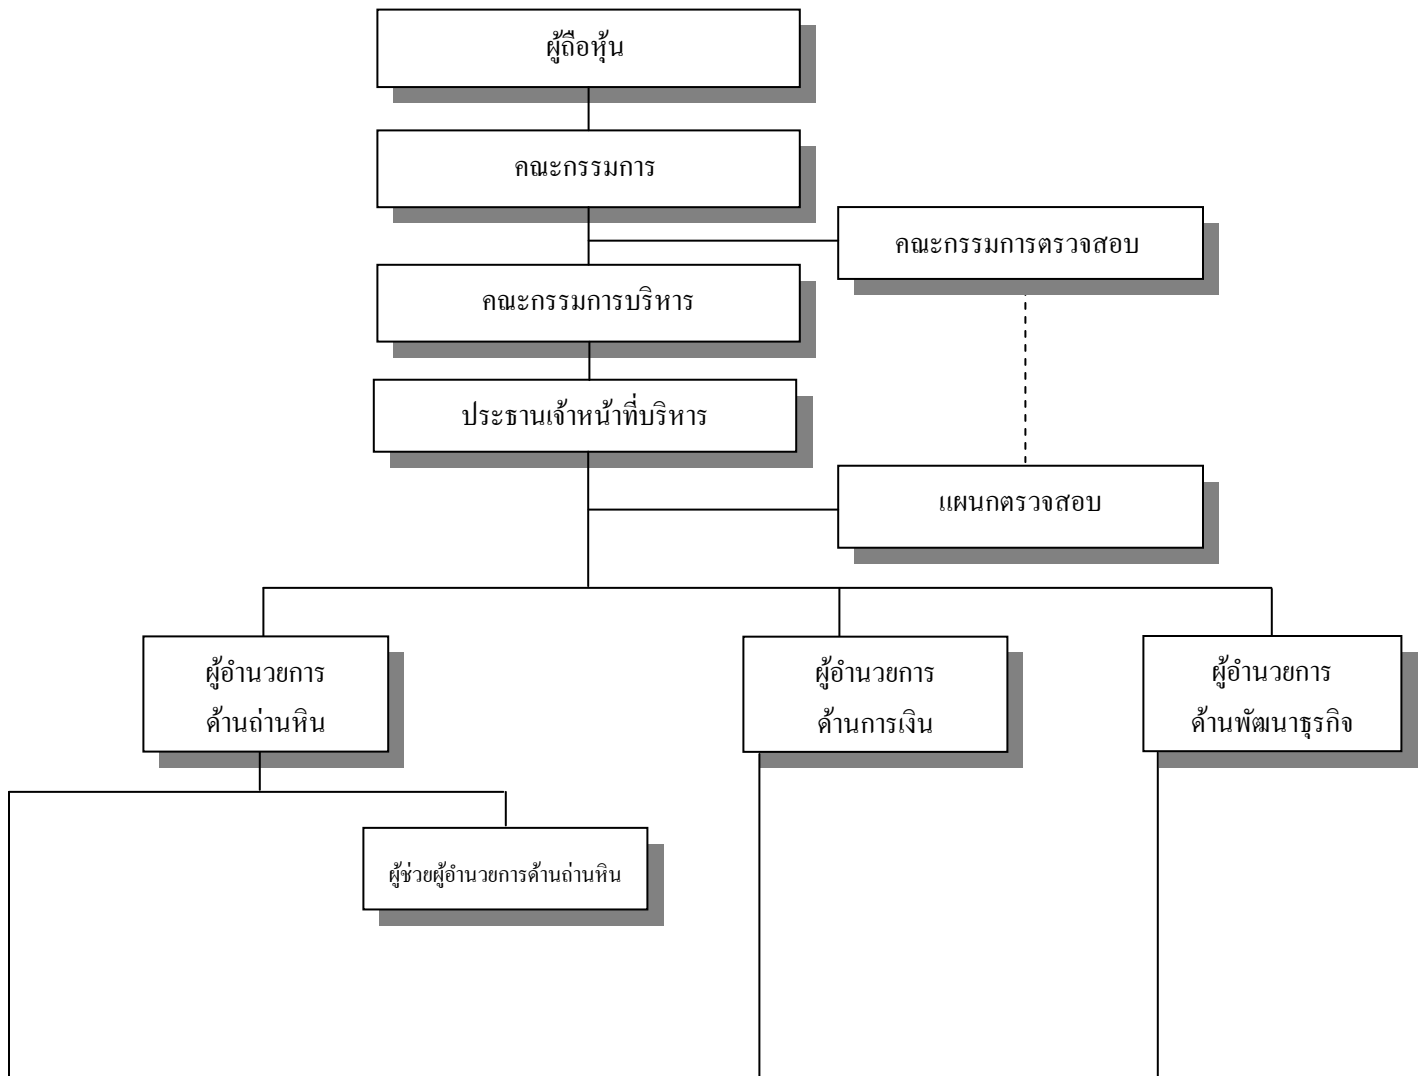 ผู้ถือหุ้น
คณะกรรมการ
คณะกรรมการตรวจสอบ
คณะกรรมการบริหาร
ประธานเจ้าหน้าที่บริหาร
แผนกตรวจสอบ
ผู้อำนวยการ
ด้านถ่านหิน
ผู้อำนวยการ
ด้านการเงิน
ผู้อำนวยการ
ด้านพัฒนาธุรกิจ
ผู้ช่วยผู้อำนวยการด้านถ่านหิน